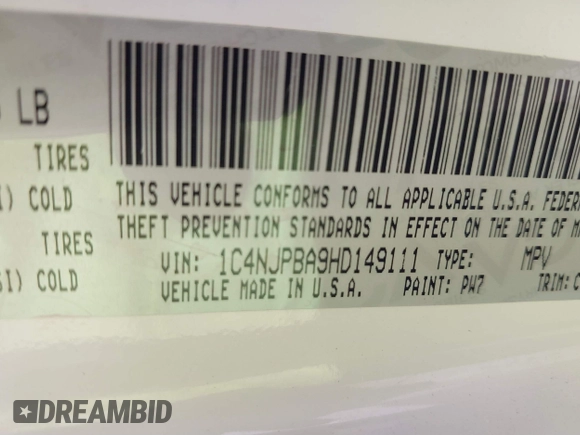 LB
TIRES
COLD
TIRES
COLD
THIS VEHICLE CONFORMS TO ALL APPLICABLE U.S.A. FEDER
THEFT PREVENTION STANDARDS IN EFFECT ON THE DATE OF
VIN: 1C4NJPBA9HD149111 TYPE: MPV
VEHICLE MADE IN U.S.A. PAINT: PW7 TRIM: C
DREAMBID